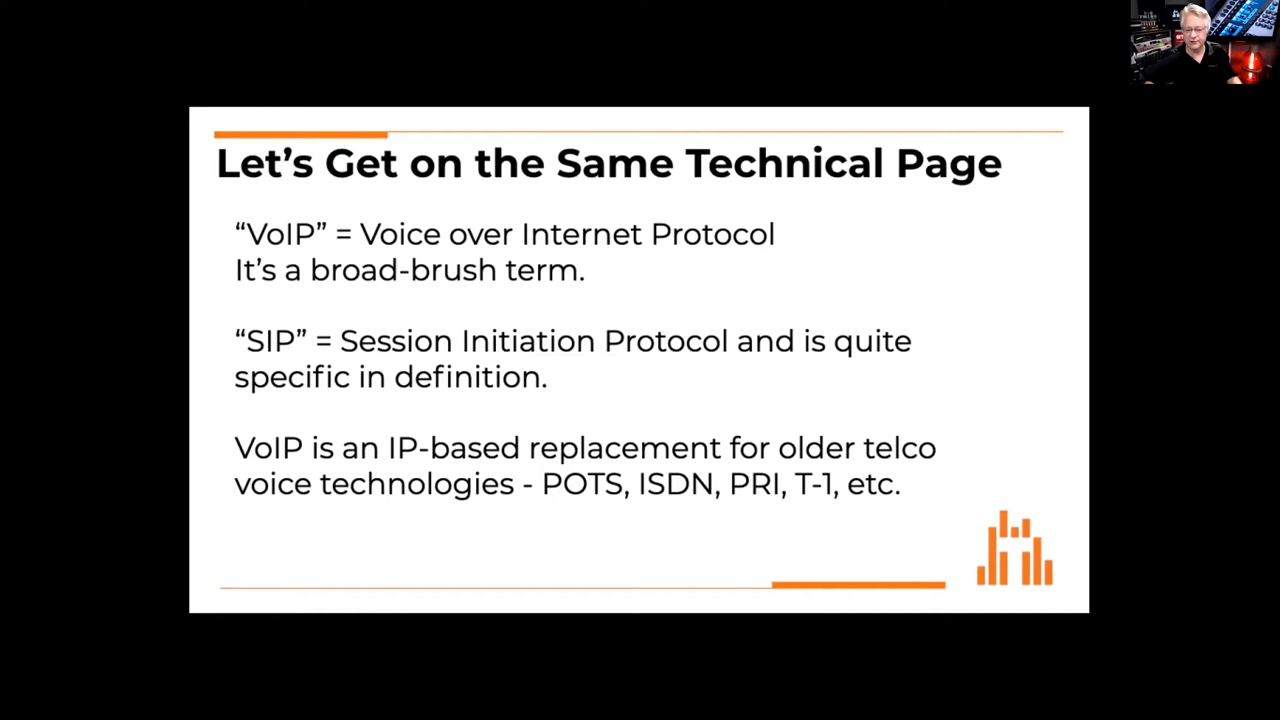 Let’s Get on the Same Technical Page
“VoIP” = Voice over Internet Protocol
It’s a broad-brush term.
“SIP” = Session Initiation Protocol and is quite
specific in definition.
VoIP is an IP-based replacement for older telco
voice technologies - POTS, ISDN, PRI, T-1, etc.